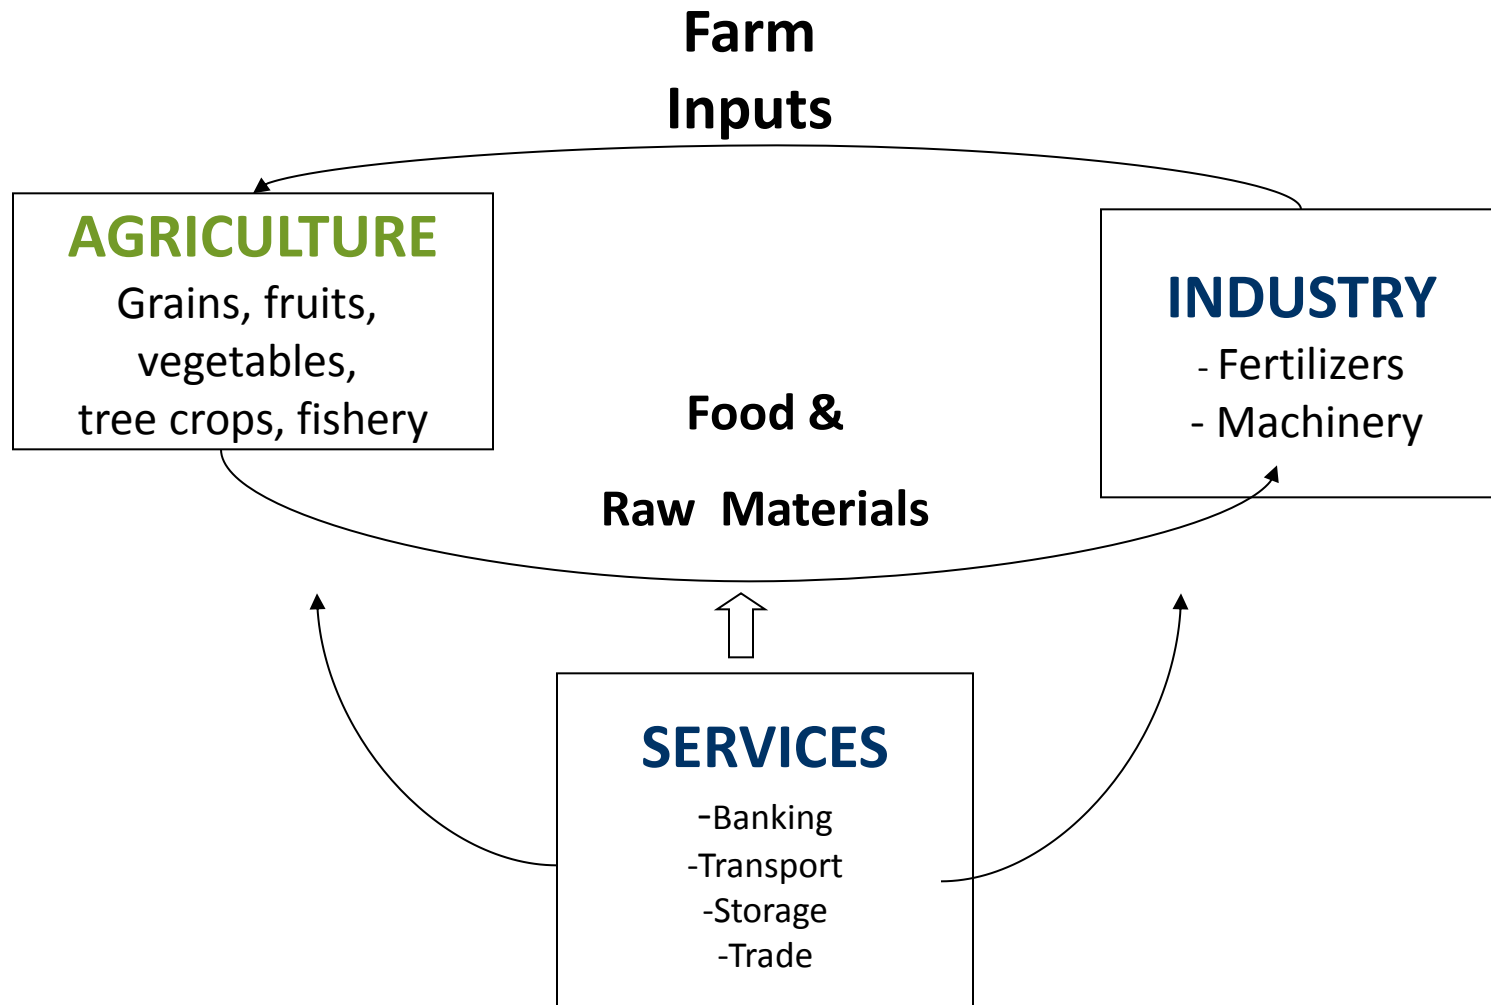 Farm
Inputs
AGRICULTURE
Grains, fruits,
vegetables,
tree crops, fishery
INDUSTRY
- Fertilizers
- Machinery
Food &
Raw  Materials
SERVICES
-Banking
-Transport
-Storage
-Trade